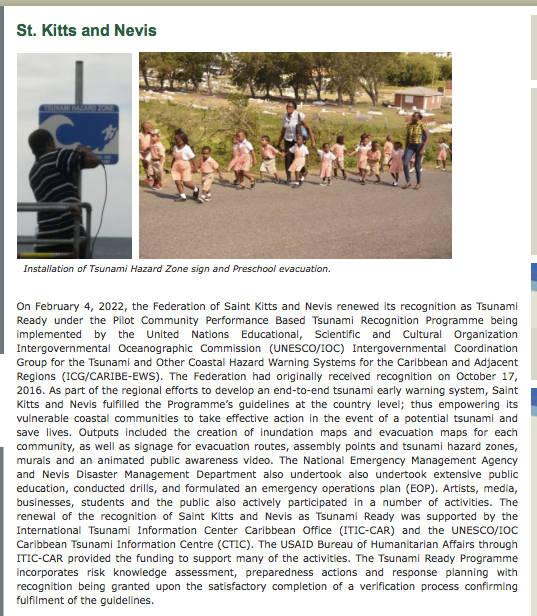 St. Kitts and Nevis
TSUNAMI HAZARD ZONE
Installation of Tsunami Hazard Zone sign and Preschool evacuation.
On February 4, 2022, the Federation of Saint Kitts and Nevis renewed its recognition as Tsunami
Ready under the Pilot Community Performance Based Tsunami Recognition Programme being
implemented by the United Nations Educational, Scientific and Cultural Organization
Intergovernmental Oceanographic Commission (UNESCO/IOC) Intergovernmental Coordination
Group for the Tsunami and Other Coastal Hazard Warning Systems for the Caribbean and Adjacent
Regions (ICG/CARIBE-EWS). The Federation had originally received recognition on October 17,
2016. As part of the regional efforts to develop an end-to-end tsunami early warning system, Saint
Kitts and Nevis fulfilled the Programme's guidelines at the country level; thus empowering its
vulnerable coastal communities to take effective action in the event of a potential tsunami and
save lives. Outputs included the creation of inundation maps and evacuation maps for each
community, as well as signage for evacuation routes, assembly points and tsunami hazard zones,
murals and an animated public awareness video. The National Emergency Management Agency
and Nevis Disaster Management Department also undertook also undertook extensive public
education, conducted drills, and formulated an emergency operations plan (EOP). Artists, media,
businesses, students and the public also actively participated in a number of activities. The
renewal of the recognition of Saint Kitts and Nevis as Tsunami Ready was supported by the
International Tsunami Information Center Caribbean Office (ITIC-CAR) and the UNESCO/IOC
Caribbean Tsunami Information Centre (CTIC). The USAID Bureau of Humanitarian Affairs through
ITIC-CAR provided the funding to support many of the activities. The Tsunami Ready Programme
incorporates risk knowledge assessment, preparedness actions and response planning with
recognition being granted upon the satisfactory completion of a verification process confirming
fulfilment of the guidelines.